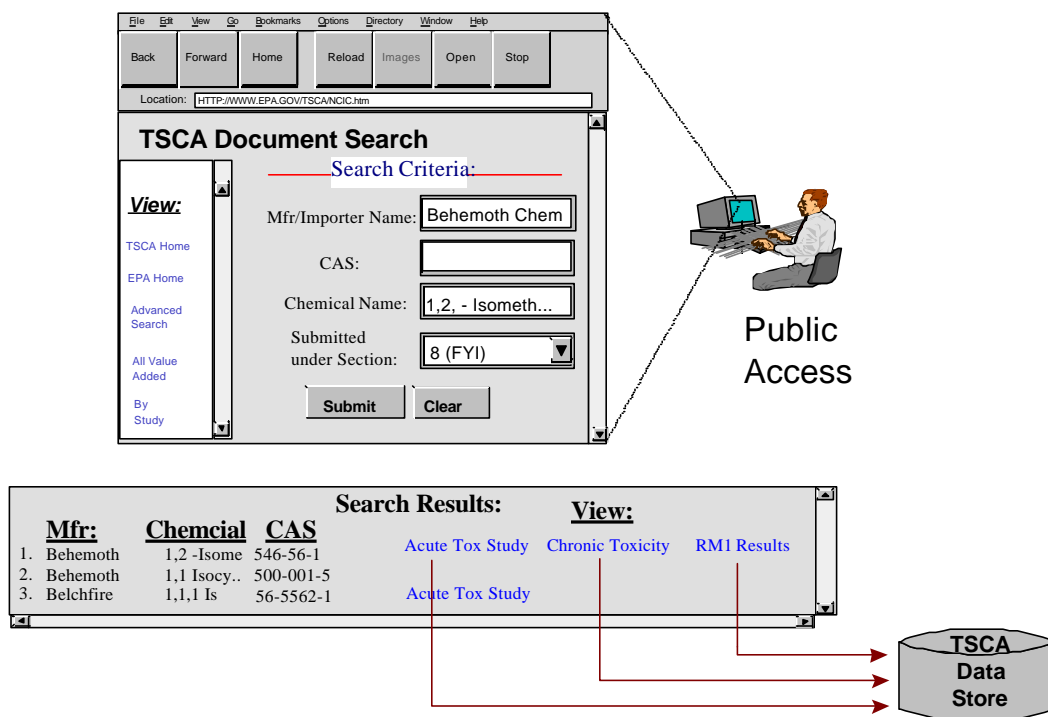 File Edit View Go Bookmarks Options Directory Window Help
Back Forward Home Reload Images Open Stop
Location: HTTP://WWW.EPA.GOV/TSCA/NCIC.htm
TSCA Document Search
View:
TSCA Home
EPA Home
Advanced
Search
All Value
Added
By
Study
Search Criteria:
Mfr/Importer Name: Behemoth Chem
CAS:
Chemical Name: 1,2, - Isometh...
Submitted
under Section: 8 (FYI)
Submit Clear
Public
Access
Search Results: View:
Mfr: Chemcial CAS
1. Behemoth 1,2 -Isome 546-56-1 Acute Tox Study Chronic Toxicity RM1 Results
2. Behemoth 1,1 Isocy.. 500-001-5
3. Belchfire 1,1,1 Is 56-5562-1 Acute Tox Study
TSCA
Data
Store